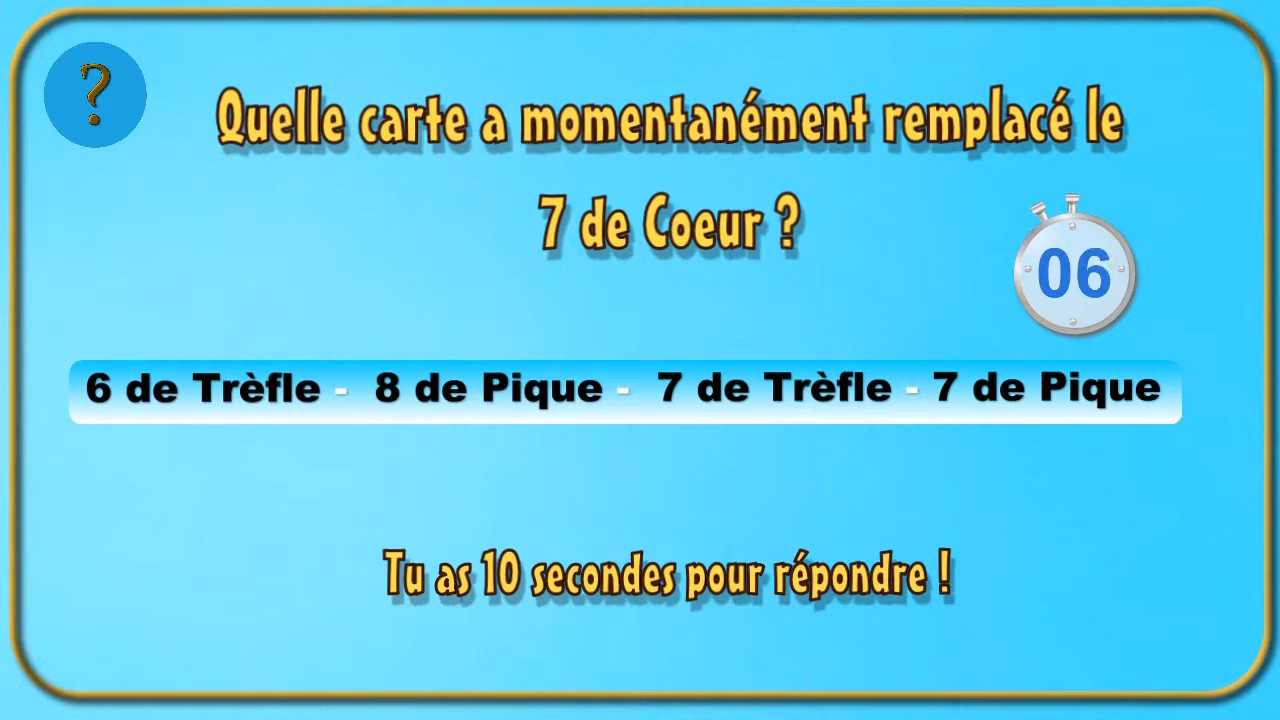 ?
Quelle carte a momentanément remplacé le
7 de Coeur ?
06
6 de Trèfle - 8 de Pique - 7 de Trèfle - 7 de Pique
Tu as 10 secondes pour répondre !